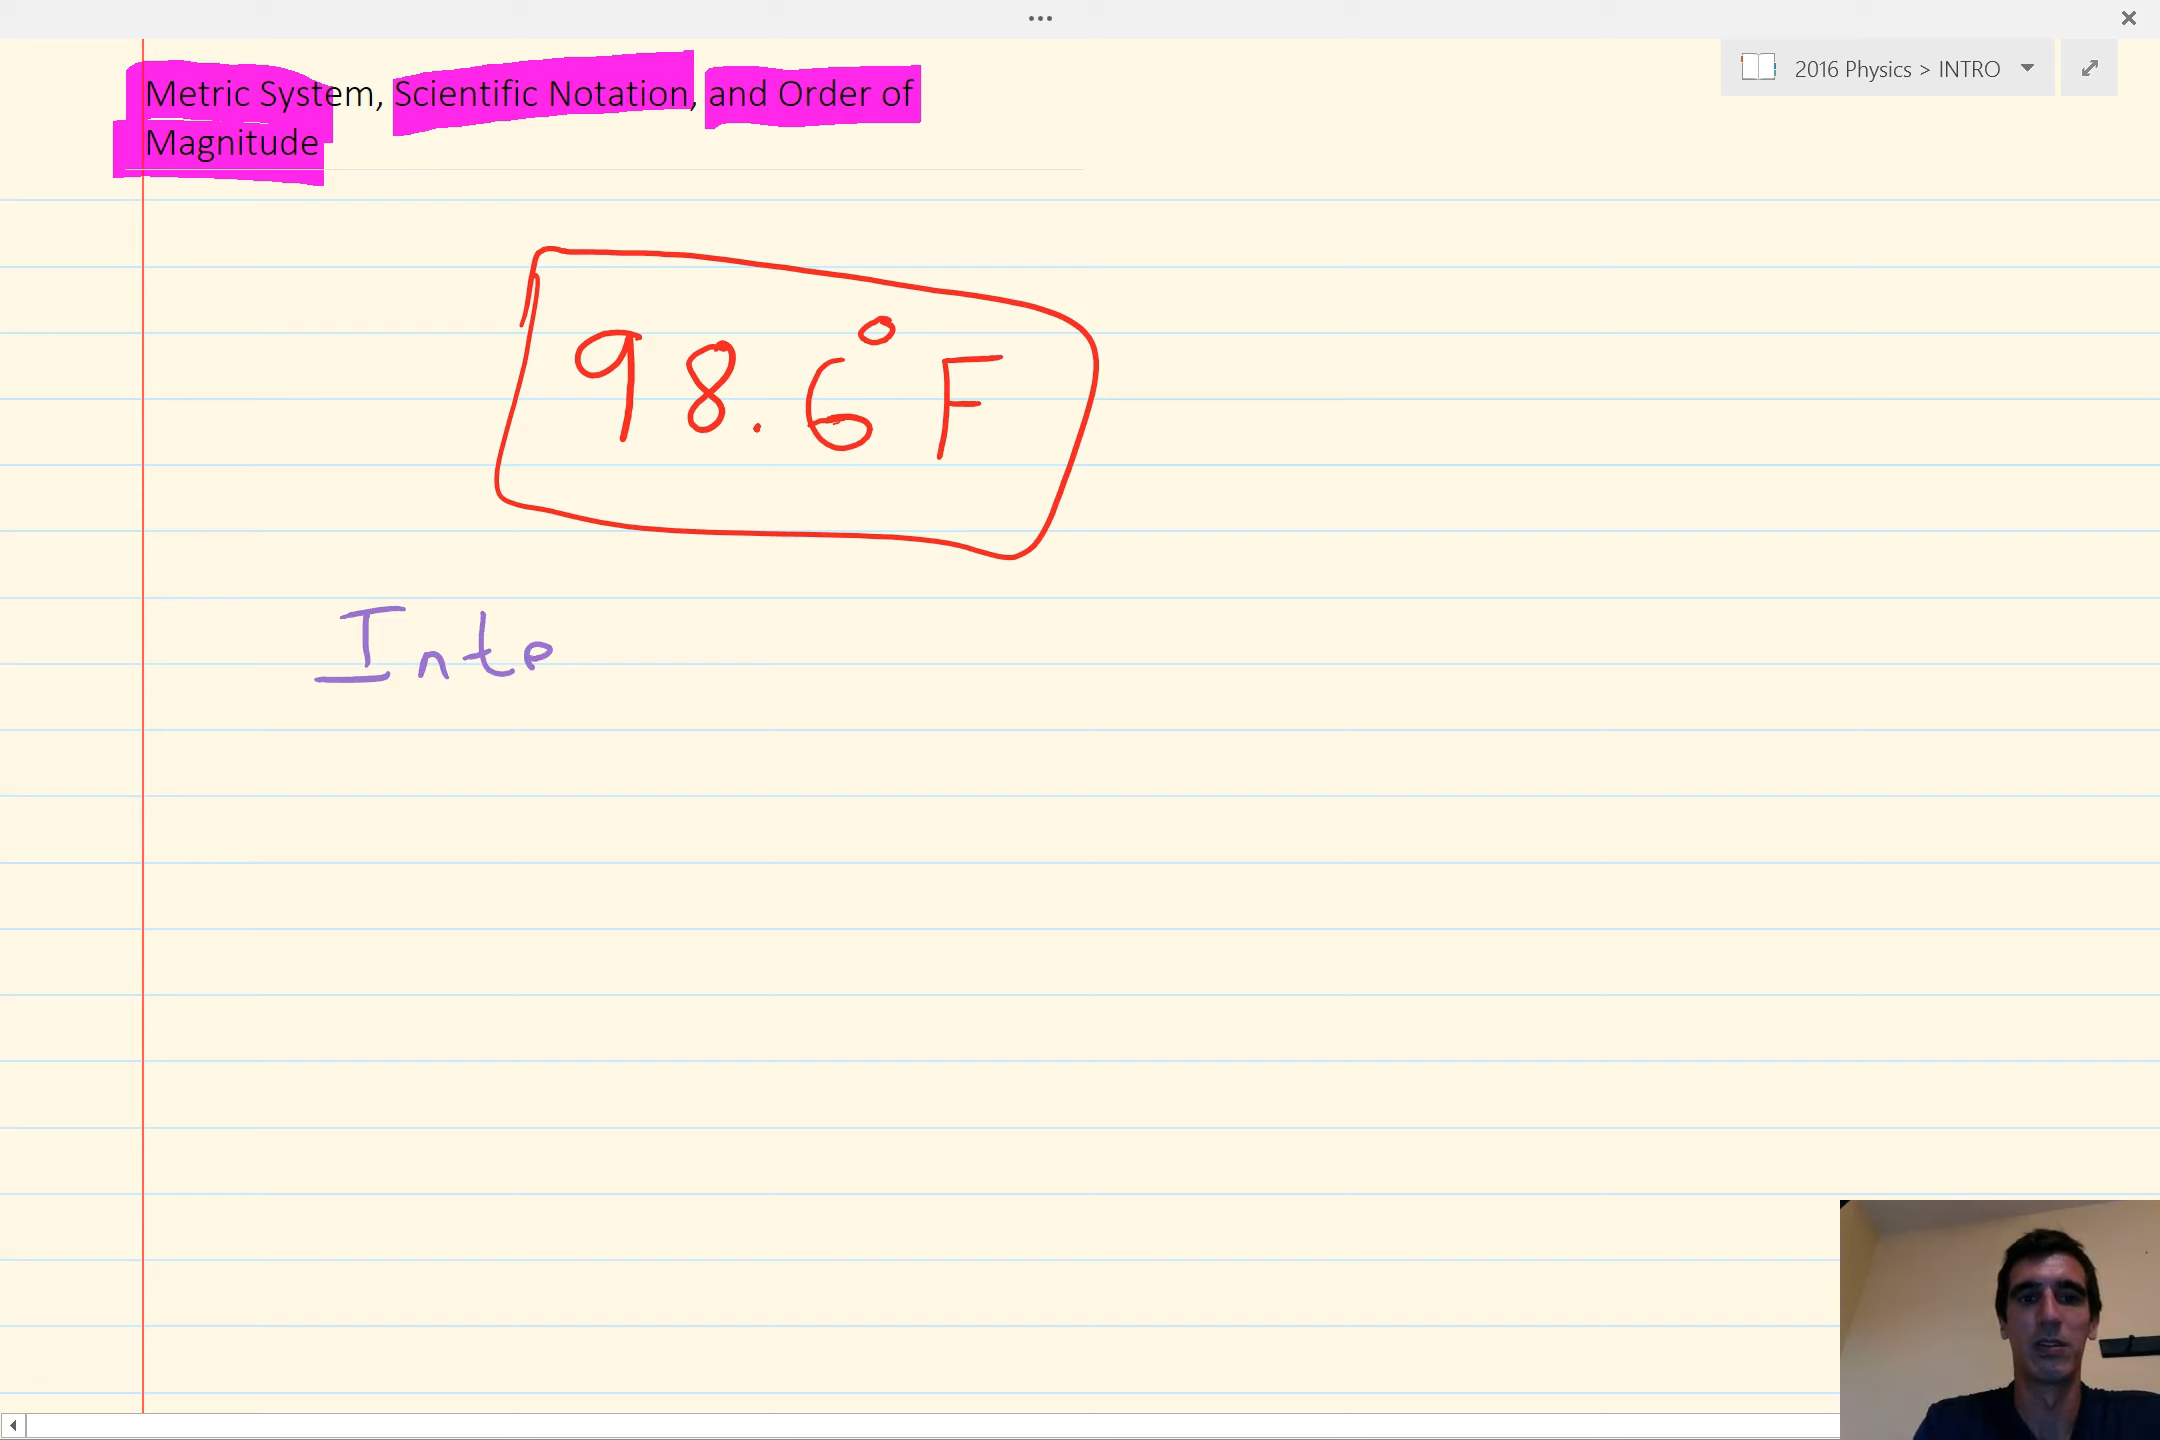 2016 Physics > INTRO
Metric System, Scientific Notation, and Order of
Magnitude
98.6°F
Inte